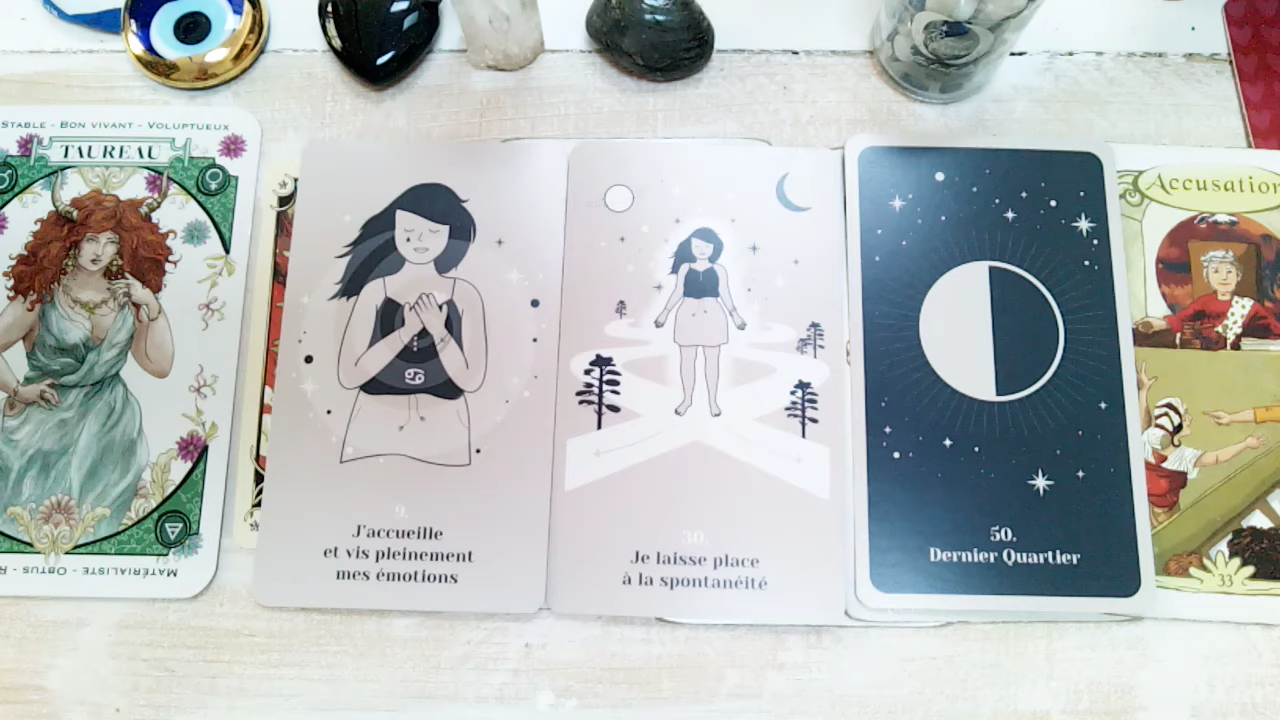 STABLE - BON VIVANT - VOLUPTUEUX
TAUREAU
MATÉRIALISTE - OBTUS - R
9.
J'accueille
et vis pleinement
mes émotions
30.
Je laisse place
à la spontanéité
50.
Dernier Quartier
Accusation
33